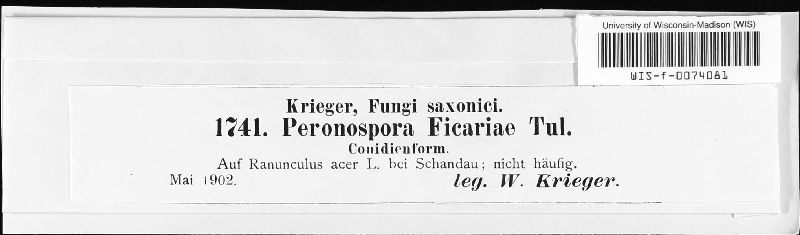 University of Wisconsin-Madison (WIS)
WIS-f-0074081
Krieger, Fungi saxonici.
1741. Peronospora Ficariae Tul.
Conidienform.
Auf Ranunculus acer L. bei Schandau; nicht häufig.
Mai 1902. leg. W. Krieger.